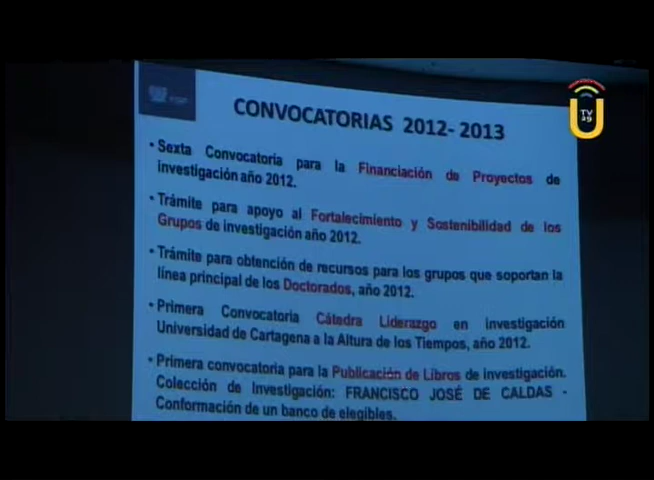 CONVOCATORIAS 2012-2013
• Sexta Convocatoria para la Financiación de Proyectos de
investigación año 2012.
• Trámite para apoyo al Fortalecimiento y Sostenibilidad de los
Grupos de investigación año 2012.
• Trámite para obtención de recursos para los grupos que soportan la
línea principal de los Doctorados, año 2012.
• Primera Convocatoria Cátedra Liderazgo en investigación
Universidad de Cartagena a la Altura de los Tiempos, año 2012.
• Primera convocatoria para la Publicación de Libros de investigación.
Colección de Investigación: FRANCISCO JOSÉ DE CALDAS -
Conformación de un banco de elegibles.
U
TV